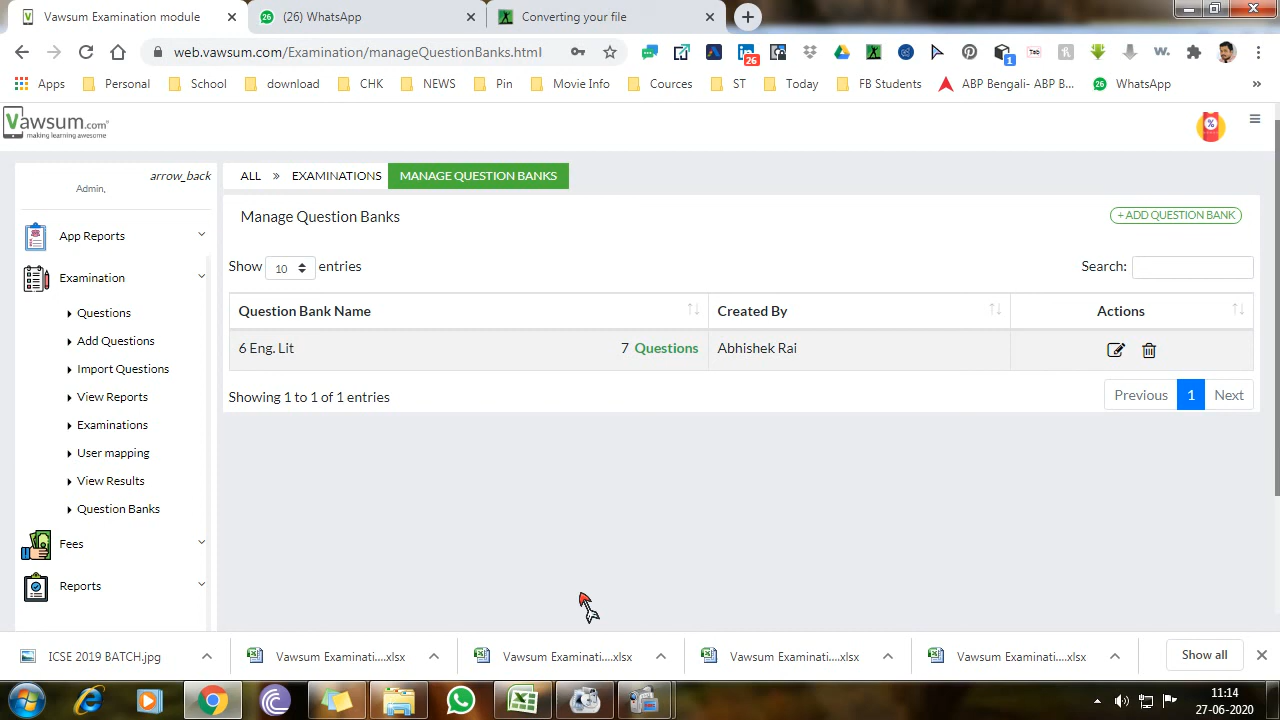 Vawsum Examination module
(26) WhatsApp
Converting your file
web.vawsum.com/Examination/manageQuestionBanks.html
26
1
Apps
Personal
School
download
CHK
NEWS
Pin
Movie Info
Cources
ST
Today
FB Students
ABP Bengali- ABP B...
WhatsApp
»
Vawsum.com
making learning awesome
%
Admin,
arrow_back
App Reports
Examination
Questions
Add Questions
Import Questions
View Reports
Examinations
User mapping
View Results
Question Banks
Fees
Reports
ALL » EXAMINATIONS MANAGE QUESTION BANKS
Manage Question Banks
+ ADD QUESTION BANK
Show 10 entries
Search:
Question Bank Name Created By Actions
6 Eng. Lit 7 Questions Abhishek Rai
Showing 1 to 1 of 1 entries
Previous 1 Next
ICSE 2019 BATCH.jpg
Vawsum Examinati....xlsx
Vawsum Examinati....xlsx
Vawsum Examinati....xlsx
Vawsum Examinati....xlsx
Show all
11:14
27-06-2020